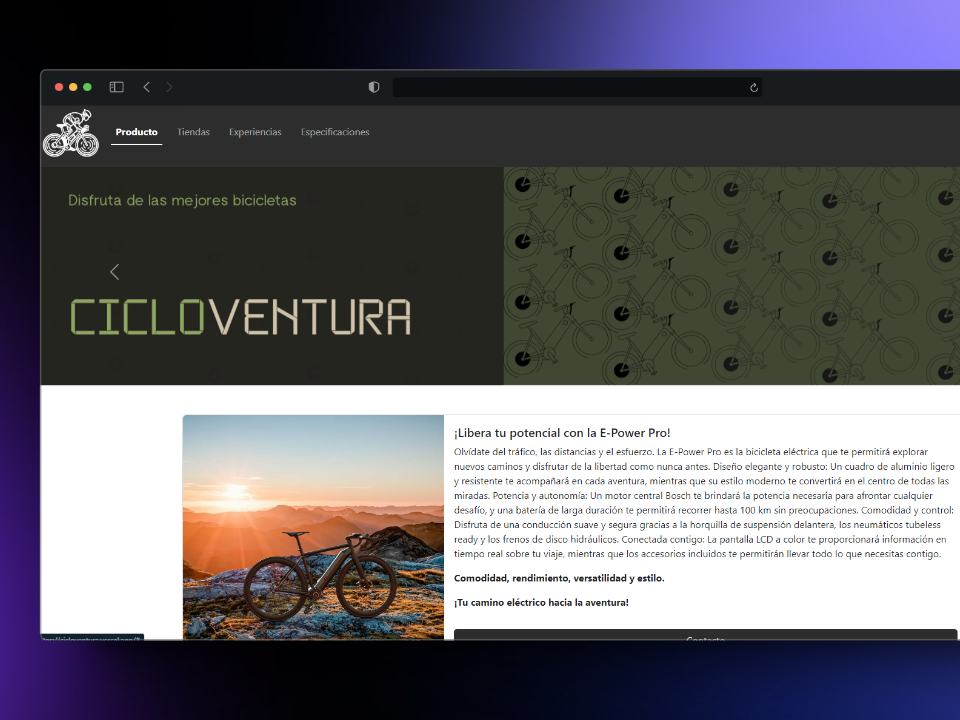 Producto
Tiendas
Experiencias
Especificaciones
Disfruta de las mejores bicicletas
CICLOVENTURA
¡Libera tu potencial con la E-Power Pro!
Olvídate del tráfico, las distancias y el esfuerzo. La E-Power Pro es la bicicleta eléctrica que te permitirá explorar
nuevos caminos y disfrutar de la libertad como nunca antes. Diseño elegante y robusto: Un cuadro de aluminio ligero
y resistente te acompañará en cada aventura, mientras que su estilo moderno te convertirá en el centro de todas las
miradas. Potencia y autonomía: Un motor central Bosch te brindará la potencia necesaria para afrontar cualquier
desafío, y una batería de larga duración te permitirá recorrer hasta 100 km sin preocupaciones. Comodidad y control:
Disfruta de una conducción suave y segura gracias a la horquilla de suspensión delantera, los neumáticos tubeless
ready y los frenos de disco hidráulicos. Conectada contigo: La pantalla LCD a color te proporcionará información en
tiempo real sobre tu viaje, mientras que los accesorios incluidos te permitirán llevar todo lo que necesitas contigo.
Comodidad, rendimiento, versatilidad y estilo.
¡Tu camino eléctrico hacia la aventura!
Contacto